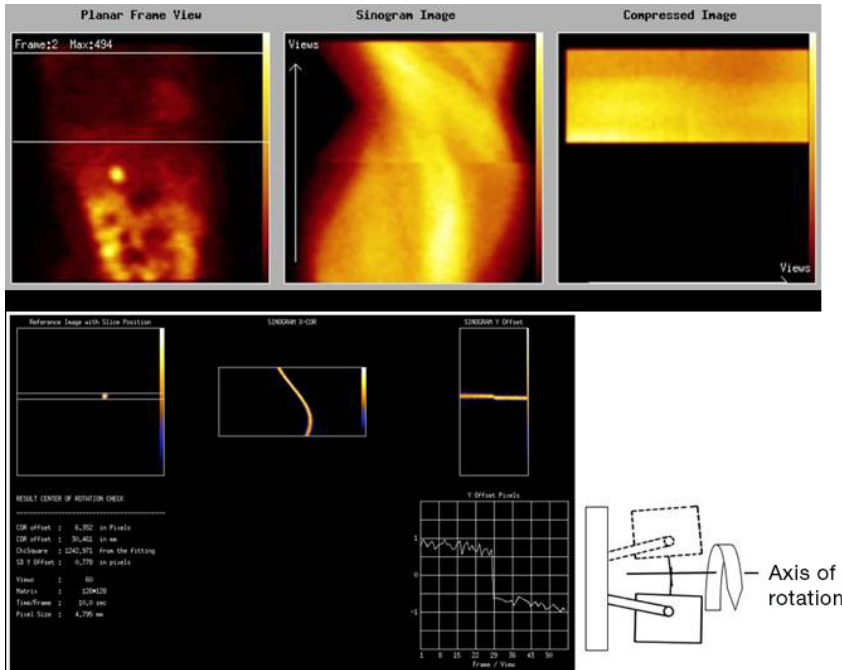 Planar Frame View
Sinogram Image
Compressed Image
Frame:2 Max:494
Views
Views
Reference Image with Slice Position
SINOGRAM X-COR
SINOGRAM Y Offset
RESULT CENTER OF ROTATION CHECK
COR offset : 6,352 in Pixels
COR offset : 30,461 in mm
ChiSquare : 1242,971 from the fitting
SD Y Offset : 0,778 in pixels
Views : 60
Matrix : 128*128
Time/Frame : 10,0 sec
Pixel Size : 4,795 mm
Y Offset Pixels
1
0
-1
1 8 15 22 29 36 43 50
Frame / View
Axis of
rotation